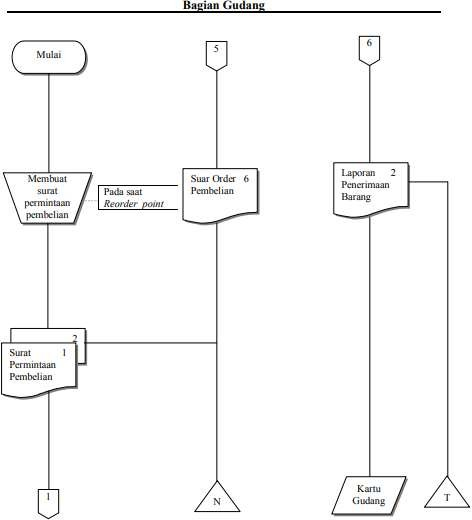 Bagian Gudang
Mulai
5
6
Membuat
surat
permintaan
pembelian
Pada saat
Reorder point
Suar Order 6
Pembelian
Laporan 2
Penerimaan
Barang
2
Surat 1
Permintaan
Pembelian
1
N
Kartu
Gudang
T